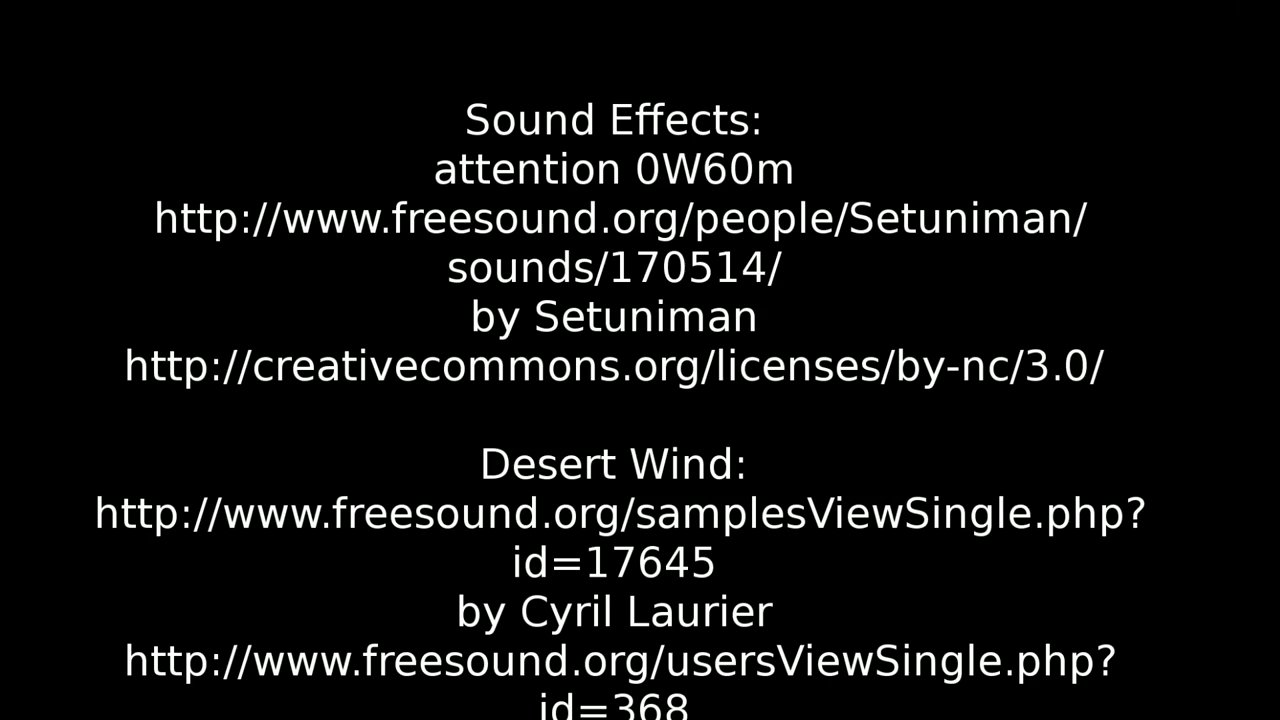 Sound Effects:
attention 0W60m
http://www.freesound.org/people/Setuniman/
sounds/170514/
by Setuniman
http://creativecommons.org/licenses/by-nc/3.0/
Desert Wind:
http://www.freesound.org/samplesViewSingle.php?
id=17645
by Cyril Laurier
http://www.freesound.org/usersViewSingle.php?
id=368